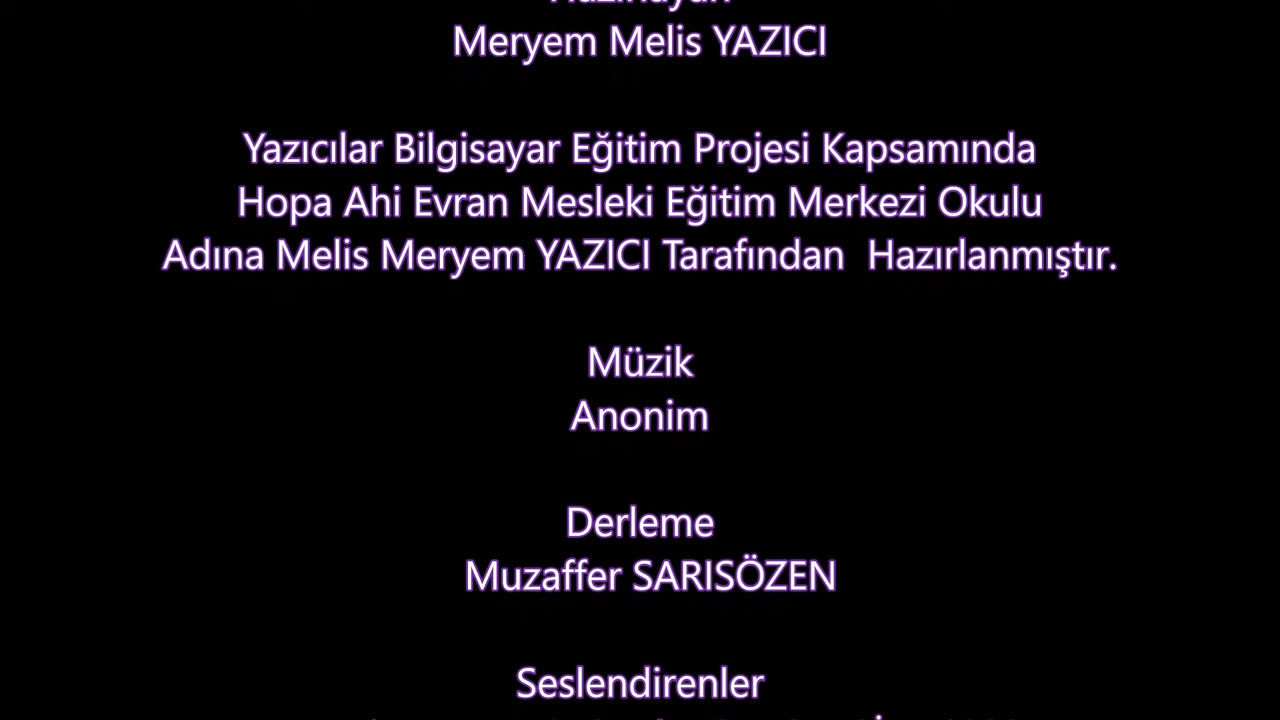 Meryem Melis YAZICI
Yazıcılar Bilgisayar Eğitim Projesi Kapsamında
Hopa Ahi Evran Mesleki Eğitim Merkezi Okulu
Adına Melis Meryem YAZICI Tarafından  Hazırlanmıştır.
Müzik
Anonim
Derleme
Muzaffer SARISÖZEN
Seslendirenler